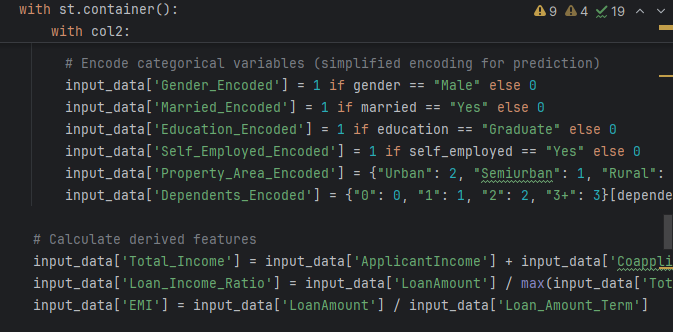 with st.container():
9 4 19
with col2:
# Encode categorical variables (simplified encoding for prediction)
input_data['Gender_Encoded'] = 1 if gender == "Male" else 0
input_data['Married_Encoded'] = 1 if married == "Yes" else 0
input_data['Education_Encoded'] = 1 if education == "Graduate" else 0
input_data['Self_Employed_Encoded'] = 1 if self_employed == "Yes" else 0
input_data['Property_Area_Encoded'] = {"Urban": 2, "Semiurban": 1, "Rural":
input_data['Dependents_Encoded'] = {"0": 0, "1": 1, "2": 2, "3+": 3}[depende
# Calculate derived features
input_data['Total_Income'] = input_data['ApplicantIncome'] + input_data['Coappli
input_data['Loan_Income_Ratio'] = input_data['LoanAmount'] / max(input_data['Tot
input_data['EMI'] = input_data['LoanAmount'] / input_data['Loan_Amount_Term']